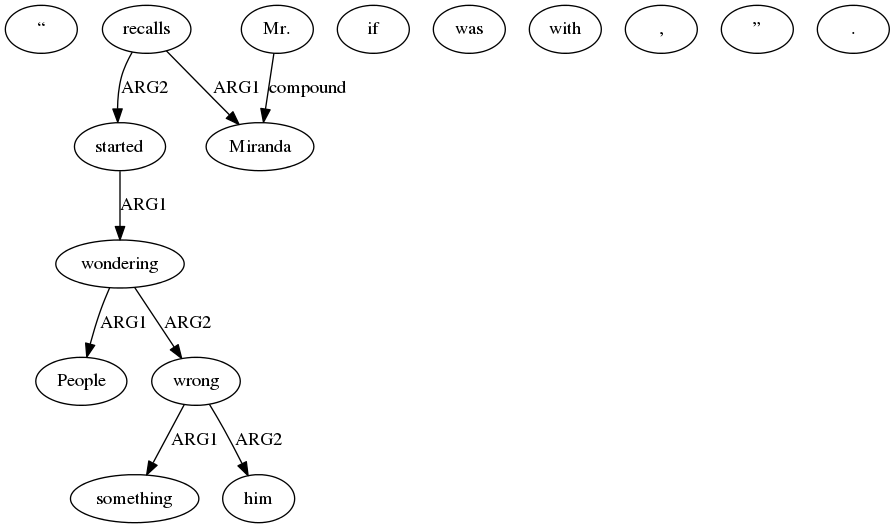 “ recalls Mr. if was with , ” .
ARG2 ARG1 compound
started Miranda
ARG1
wondering
ARG1 ARG2
People wrong
ARG1 ARG2
something him